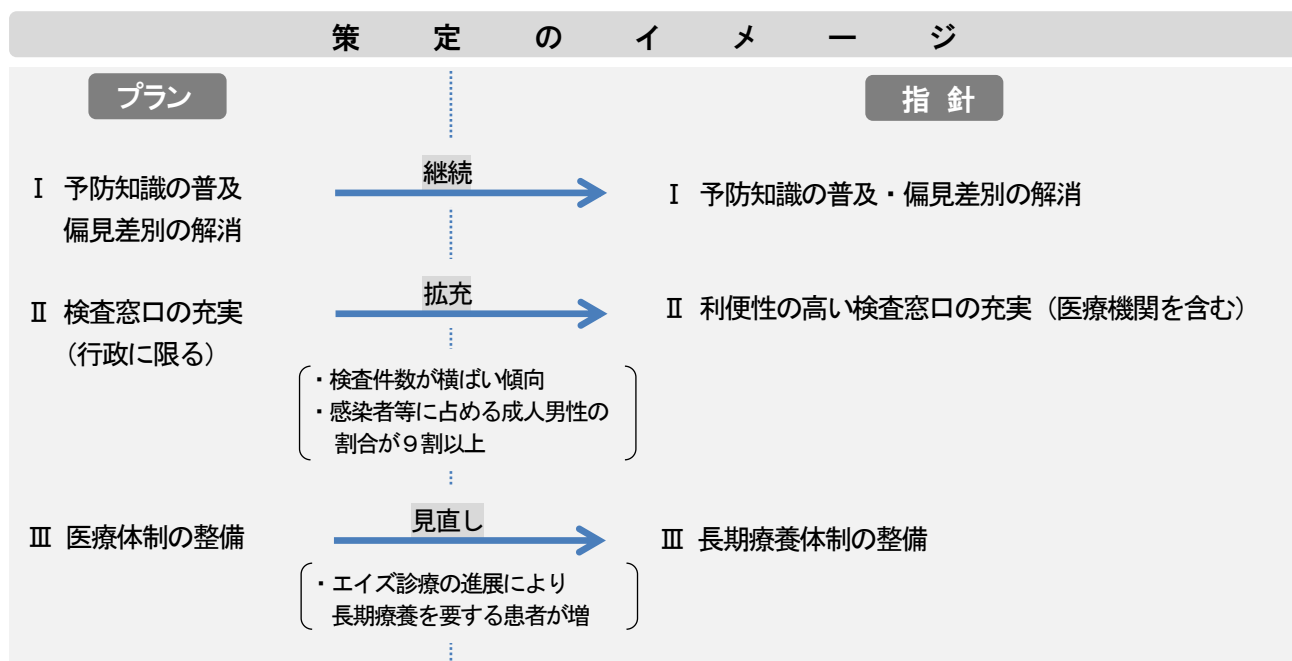 策定のイメージ
プラン
指針
Ⅰ 予防知識の普及
偏見差別の解消
継続
Ⅰ 予防知識の普及・偏見差別の解消
Ⅱ 検査窓口の充実
（行政に限る）
拡充
Ⅱ 利便性の高い検査窓口の充実（医療機関を含む）
・検査件数が横ばい傾向
・感染者等に占める成人男性の
割合が９割以上
Ⅲ 医療体制の整備
見直し
Ⅲ 長期療養体制の整備
・エイズ診療の進展により
長期療養を要する患者が増